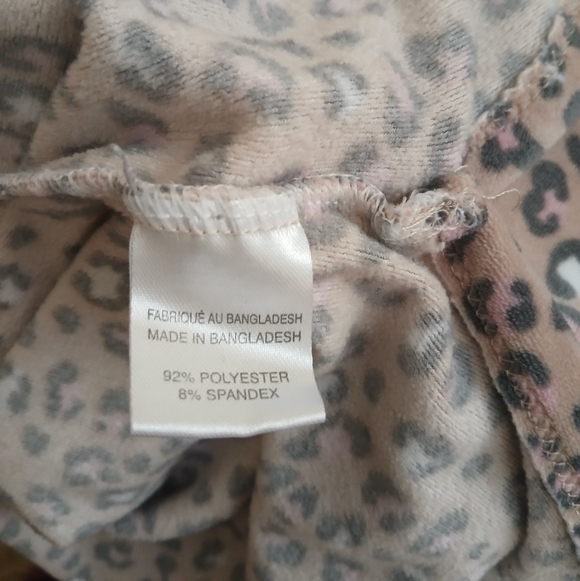 FABRIQUÉ AU BANGLADESH
MADE IN BANGLADESH
92% POLYESTER
8% SPANDEX